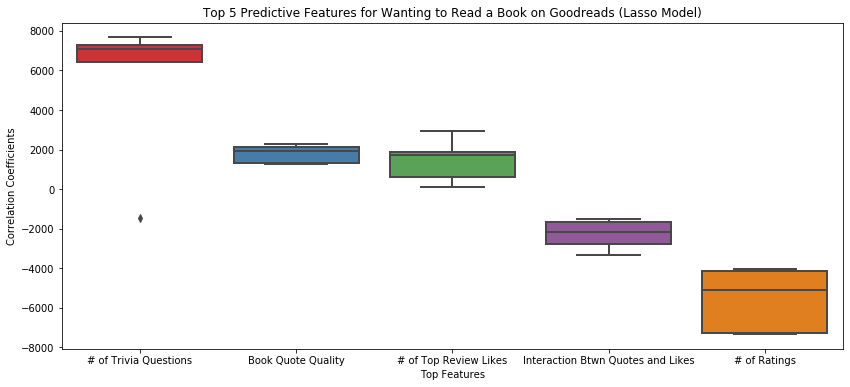 Top 5 Predictive Features for Wanting to Read a Book on Goodreads (Lasso Model)
Correlation Coefficients
8000
6000
4000
2000
0
−2000
−4000
−6000
−8000
# of Trivia Questions
Book Quote Quality
# of Top Review Likes
Interaction Btwn Quotes and Likes
# of Ratings
Top Features